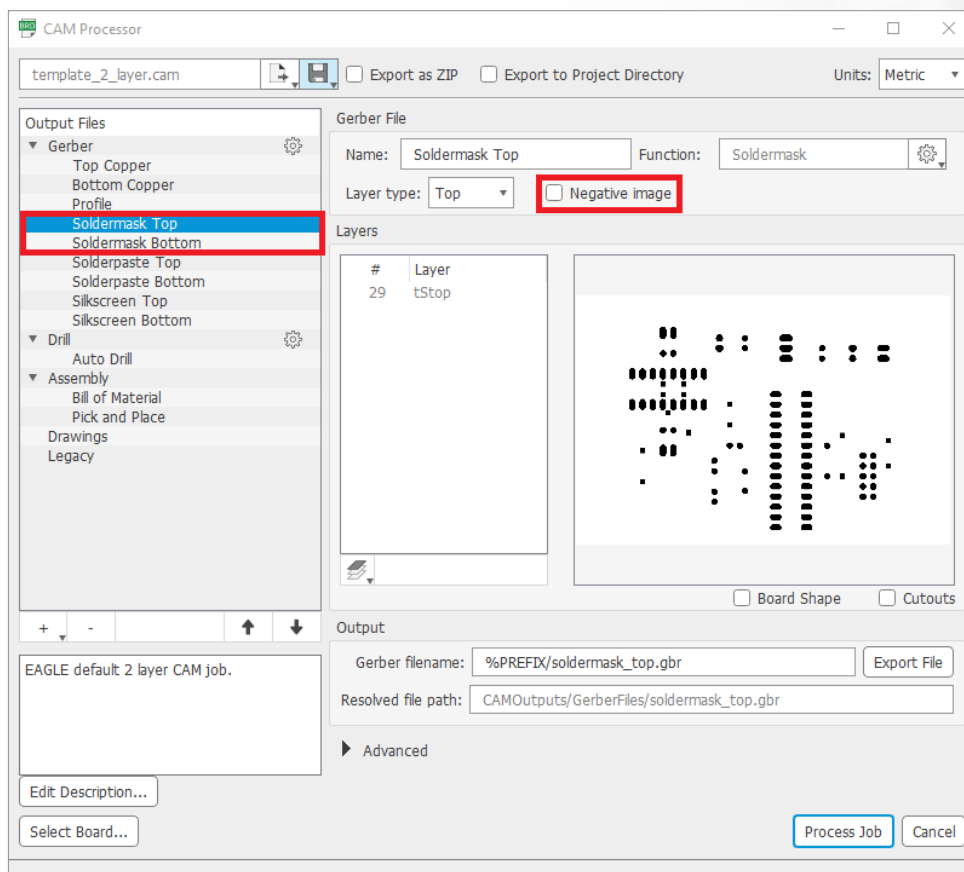 CAM Processor
template_2_layer.cam
Export as ZIP
Export to Project Directory
Units: Metric
Output Files
Gerber
Top Copper
Bottom Copper
Profile
Soldermask Top
Soldermask Bottom
Solderpaste Top
Solderpaste Bottom
Silkscreen Top
Silkscreen Bottom
Drill
Auto Drill
Assembly
Bill of Material
Pick and Place
Drawings
Legacy
+ -
EAGLE default 2 layer CAM job.
Edit Description...
Select Board...
Gerber File
Name: Soldermask Top Function: Soldermask
Layer type: Top Negative image
Layers
# Layer
29 tStop
Board Shape Cutouts
Output
Gerber filename: %PREFIX/soldermask_top.gbr Export File
Resolved file path: CAMOutputs/GerberFiles/soldermask_top.gbr
Advanced
Process Job Cancel